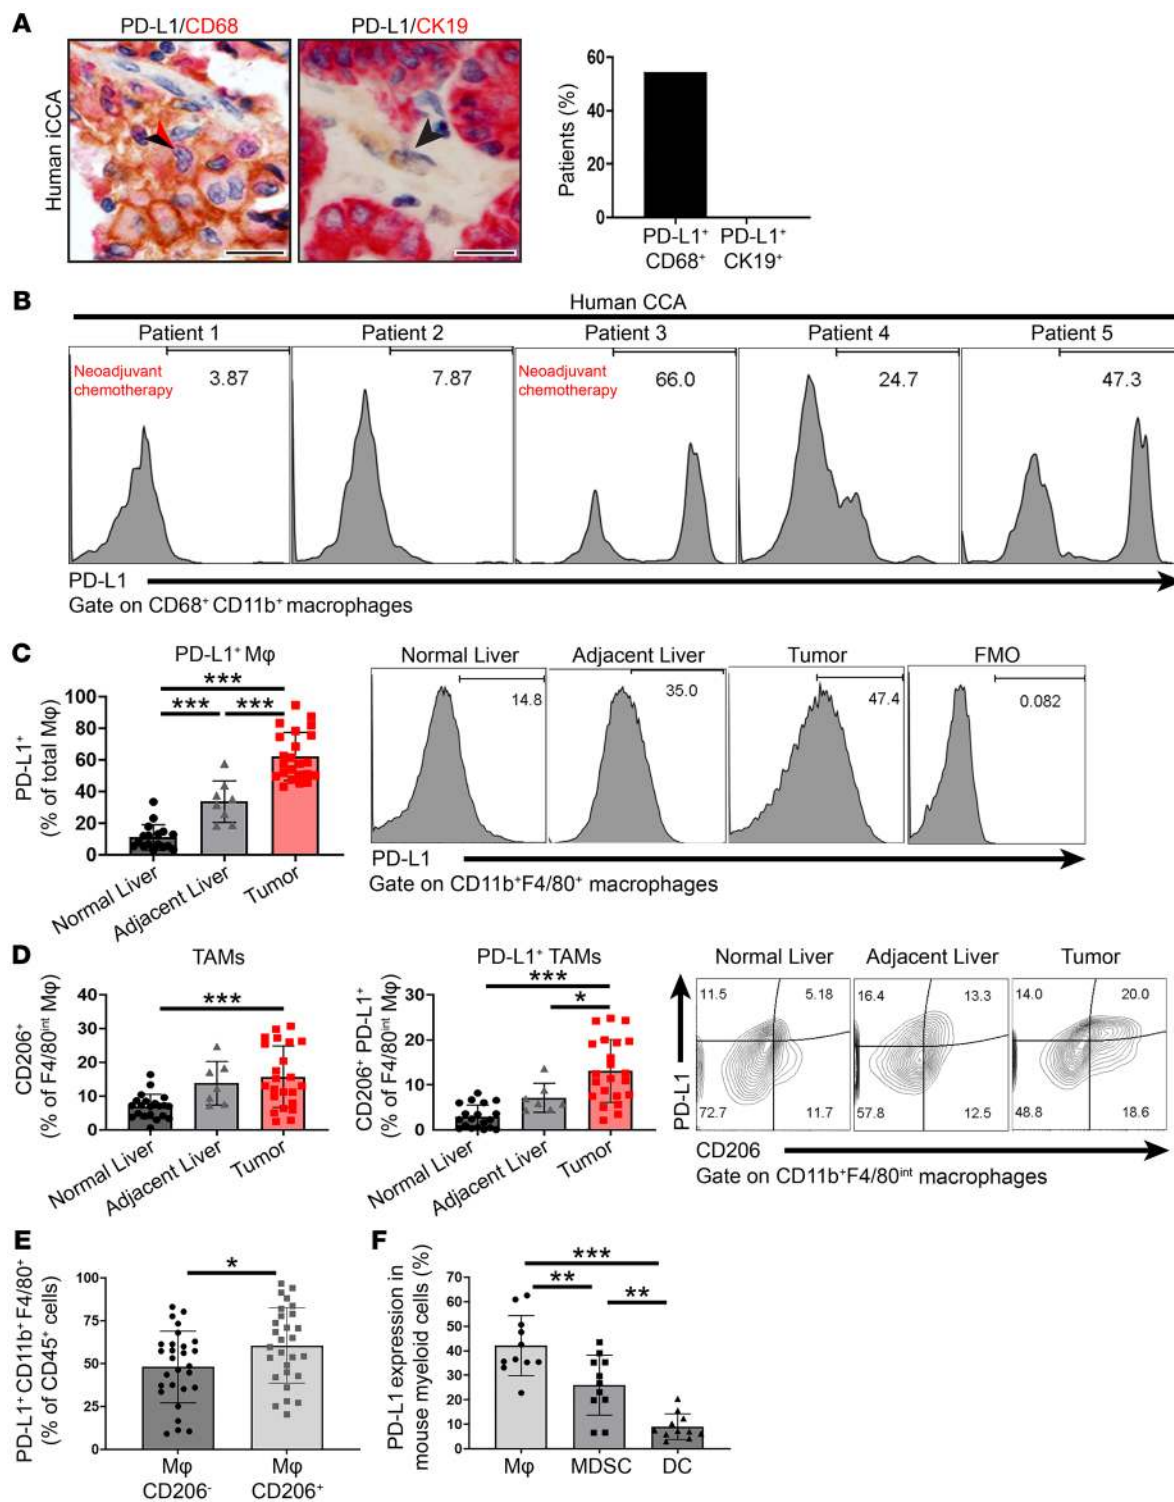 A
PD-L1/CD68
PD-L1/CK19
Human iCCA
Patients (%)
60
40
20
0
PD-L1⁺ CD68⁺
PD-L1⁺ CK19⁺
B
Human CCA
Patient 1
Patient 2
Patient 3
Patient 4
Patient 5
Neoadjuvant chemotherapy
3.87
7.87
Neoadjuvant chemotherapy
66.0
24.7
47.3
PD-L1
Gate on CD68⁺ CD11b⁺ macrophages
C
PD-L1⁺ Mφ
PD-L1⁺
(% of total Mφ)
100
80
60
40
20
0
***
***
***
Normal Liver
Adjacent Liver
Tumor
Normal Liver
Adjacent Liver
Tumor
FMO
14.8
35.0
47.4
0.082
PD-L1
Gate on CD11b⁺F4/80⁺ macrophages
D
TAMs
CD206⁺
(% of F4/80ⁱⁿᵗ Mφ)
40
30
20
10
0
***
Normal Liver
Adjacent Liver
Tumor
PD-L1⁺ TAMs
CD206⁺ PD-L1⁺
(% of F4/80ⁱⁿᵗ Mφ)
30
20
10
0
***
*
Normal Liver
Adjacent Liver
Tumor
Normal Liver
Adjacent Liver
Tumor
11.5
5.18
72.7
11.7
16.4
13.3
57.8
12.5
14.0
20.0
48.8
18.6
PD-L1
CD206
Gate on CD11b⁺F4/80ⁱⁿᵗ macrophages
E
PD-L1⁺ CD11b⁺ F4/80⁺
(% of CD45⁺ cells)
100
75
50
25
0
*
Mφ CD206⁻
Mφ CD206⁺
F
PD-L1 expression in
mouse myeloid cells (%)
70
60
50
40
30
20
10
0
***
**
**
Mφ
MDSC
DC